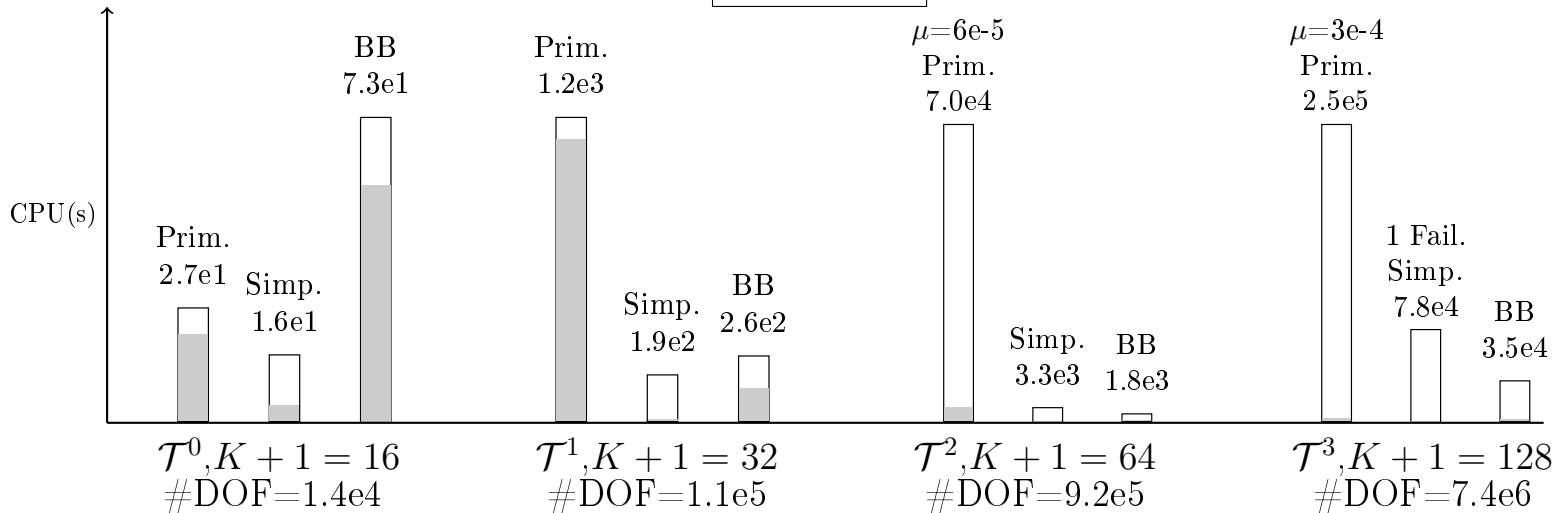 CPU(s)
Prim.
2.7e1
Simp.
1.6e1
BB
7.3e1
𝒯⁰,K + 1 = 16
#DOF=1.4e4
Prim.
1.2e3
Simp.
1.9e2
BB
2.6e2
𝒯¹,K + 1 = 32
#DOF=1.1e5
μ=6e-5
Prim.
7.0e4
Simp.
3.3e3
BB
1.8e3
𝒯²,K + 1 = 64
#DOF=9.2e5
μ=3e-4
Prim.
2.5e5
1 Fail.
Simp.
7.8e4
BB
3.5e4
𝒯³,K + 1 = 128
#DOF=7.4e6